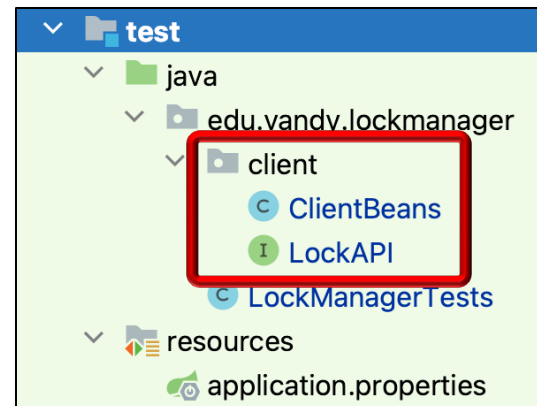 test
java
edu.vandy.lockmanager
client
C ClientBeans
I LockAPI
C LockManagerTests
resources
application.properties